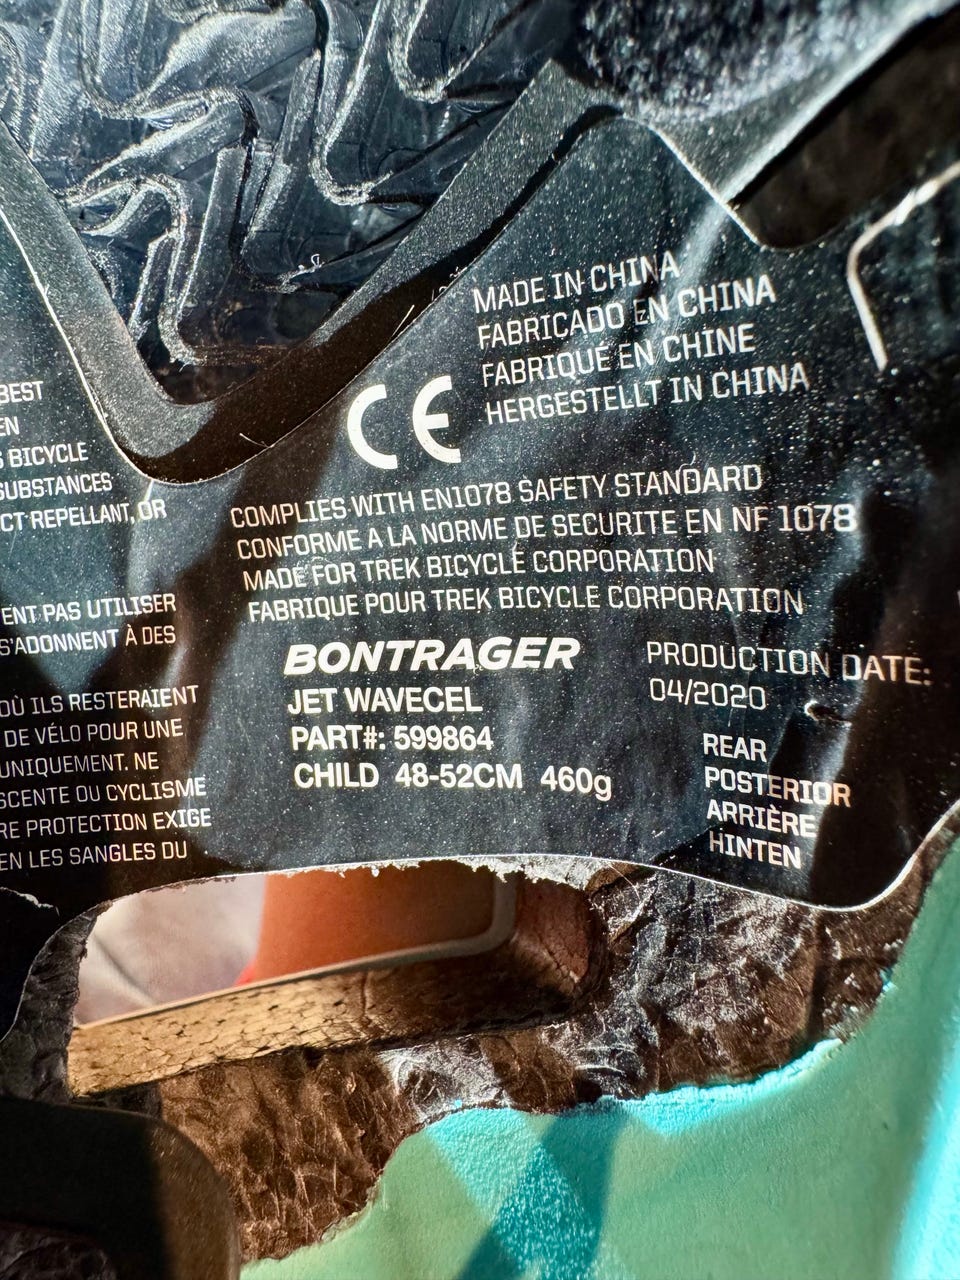 BEST
EN
BICYCLE
SUBSTANCES
CT REPELLANT, OR
ENT PAS UTILISER
S'ADONNENT À DES
OÙ ILS RESTERAIENT
DE VÉLO POUR UNE
UNIQUEMENT. NE
SCENTE OU CYCLISME
RE PROTECTION EXIGE
EN LES SANGLES DU
MADE IN CHINA
FABRICADO EN CHINA
FABRIQUÉ EN CHINE
HERGESTELLT IN CHINA
CE
COMPLIES WITH EN1078 SAFETY STANDARD
CONFORME A LA NORME DE SECURITE EN NF 1078
MADE FOR TREK BICYCLE CORPORATION
FABRIQUE POUR TREK BICYCLE CORPORATION
BONTRAGER
JET WAVECEL
PART#: 599864
CHILD 48-52CM 460g
PRODUCTION DATE:
04/2020
REAR
POSTERIOR
ARRIÈRE
HINTEN